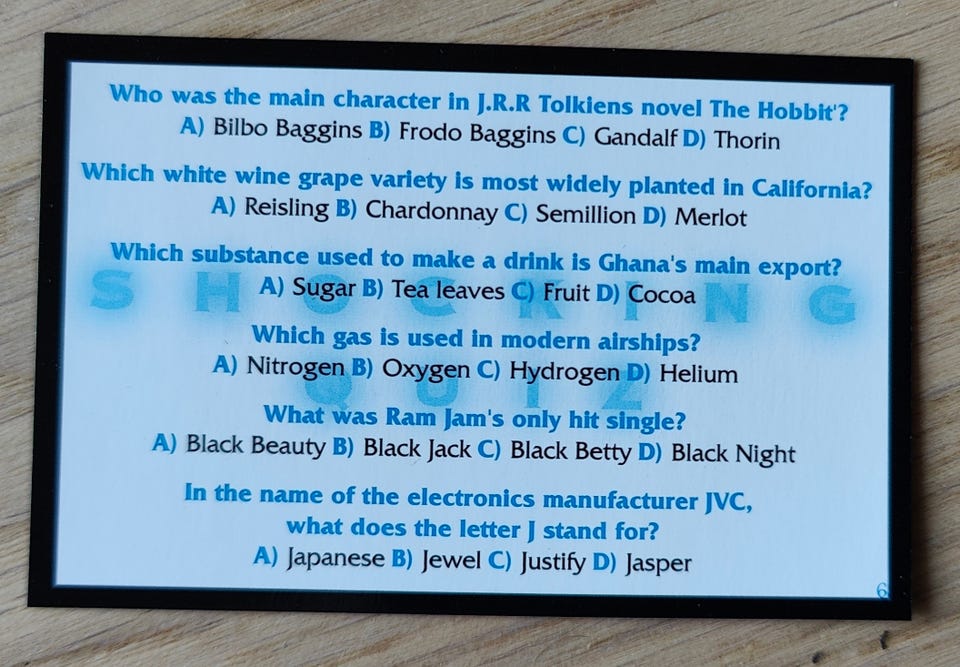 Who was the main character in J.R.R Tolkiens novel The Hobbit'?
A) Bilbo Baggins B) Frodo Baggins C) Gandalf D) Thorin
Which white wine grape variety is most widely planted in California?
A) Reisling B) Chardonnay C) Semillion D) Merlot
Which substance used to make a drink is Ghana's main export?
SHOCKING
A) Sugar B) Tea leaves C) Fruit D) Cocoa
Which gas is used in modern airships?
A) Nitrogen B) Oxygen C) Hydrogen D) Helium
QUIZ
What was Ram Jam's only hit single?
A) Black Beauty B) Black Jack C) Black Betty D) Black Night
In the name of the electronics manufacturer JVC,
what does the letter J stand for?
A) Japanese B) Jewel C) Justify D) Jasper
6